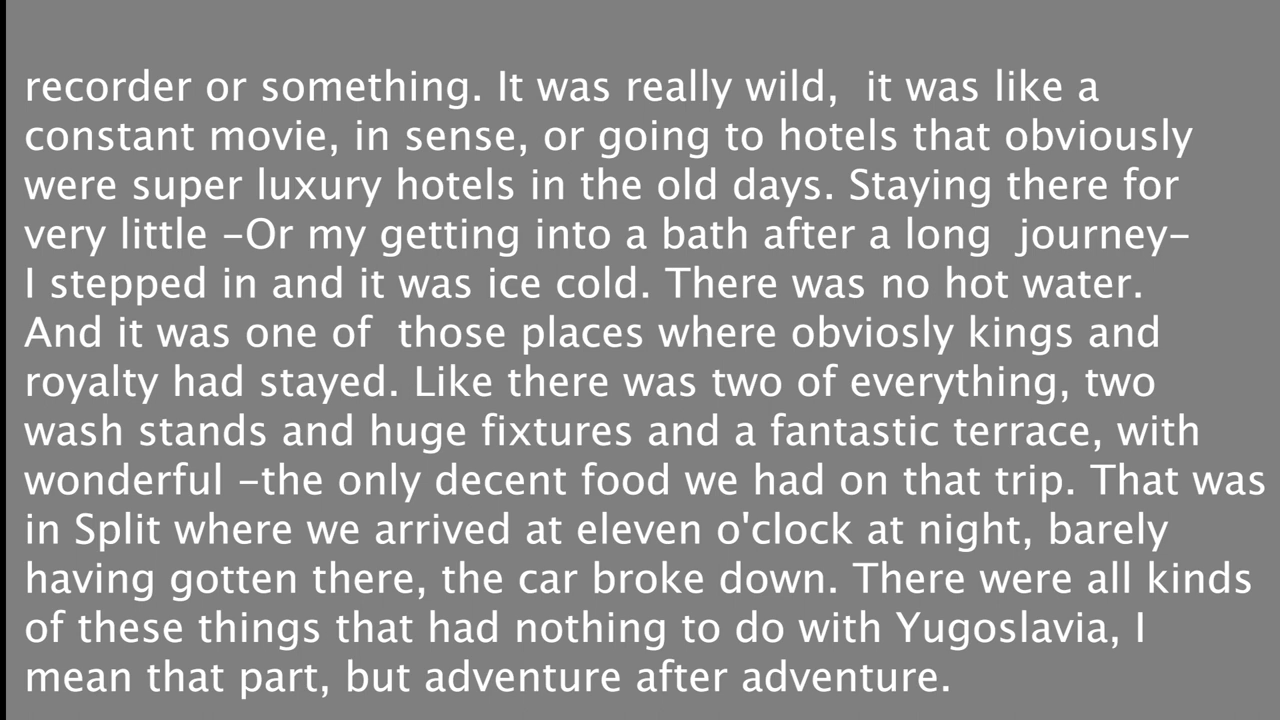 recorder or something. It was really wild,  it was like a
constant movie, in sense, or going to hotels that obviously
were super luxury hotels in the old days. Staying there for
very little –Or my getting into a bath after a long  journey–
I stepped in and it was ice cold. There was no hot water.
And it was one of  those places where obviosly kings and
royalty had stayed. Like there was two of everything, two
wash stands and huge fixtures and a fantastic terrace, with
wonderful –the only decent food we had on that trip. That was
in Split where we arrived at eleven o'clock at night, barely
having gotten there, the car broke down. There were all kinds
of these things that had nothing to do with Yugoslavia, I
mean that part, but adventure after adventure.